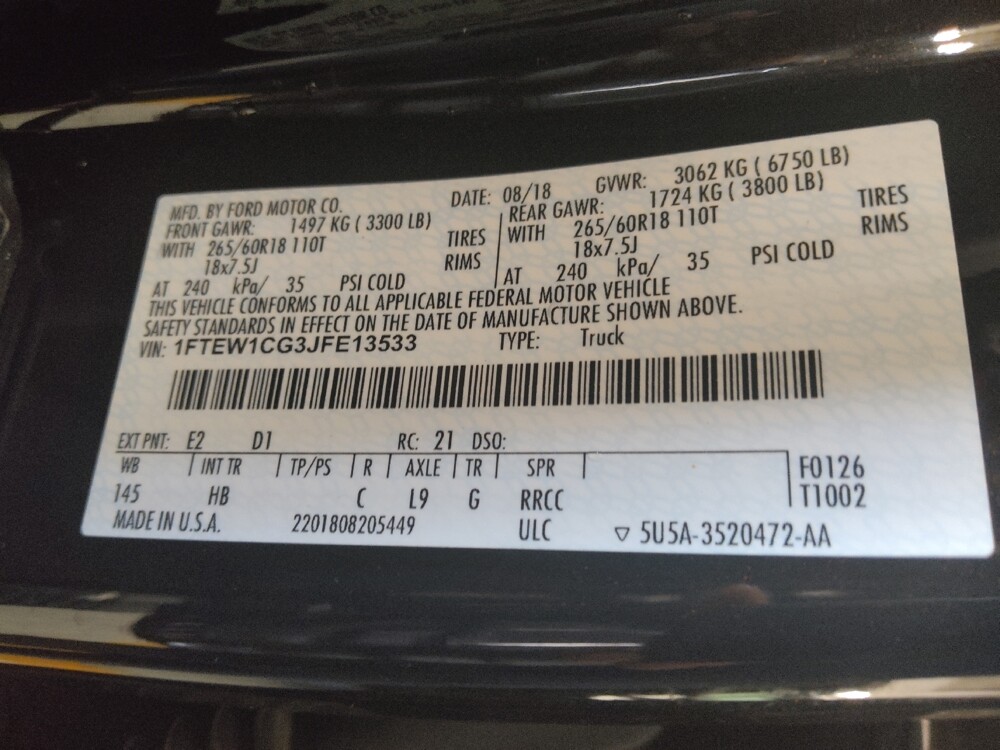 MFD. BY FORD MOTOR CO. DATE: 08/18 GVWR: 3062 KG ( 6750 LB)
FRONT GAWR: 1497 KG ( 3300 LB) REAR GAWR: 1724 KG ( 3800 LB)
WITH 265/60R18 110T TIRES WITH 265/60R18 110T TIRES
18x7.5J RIMS 18x7.5J RIMS
AT 240 kPa/ 35 PSI COLD AT 240 kPa/ 35 PSI COLD
THIS VEHICLE CONFORMS TO ALL APPLICABLE FEDERAL MOTOR VEHICLE
SAFETY STANDARDS IN EFFECT ON THE DATE OF MANUFACTURE SHOWN ABOVE.
VIN: 1FTEW1CG3JFE13533 TYPE: Truck
EXT PNT: E2 D1 RC: 21 DSO:
WB INT TR TP/PS R AXLE TR SPR F0126
145 HB C L9 G RRCC T1002
MADE IN U.S.A. 2201808205449 ULC ▽ 5U5A-3520472-AA